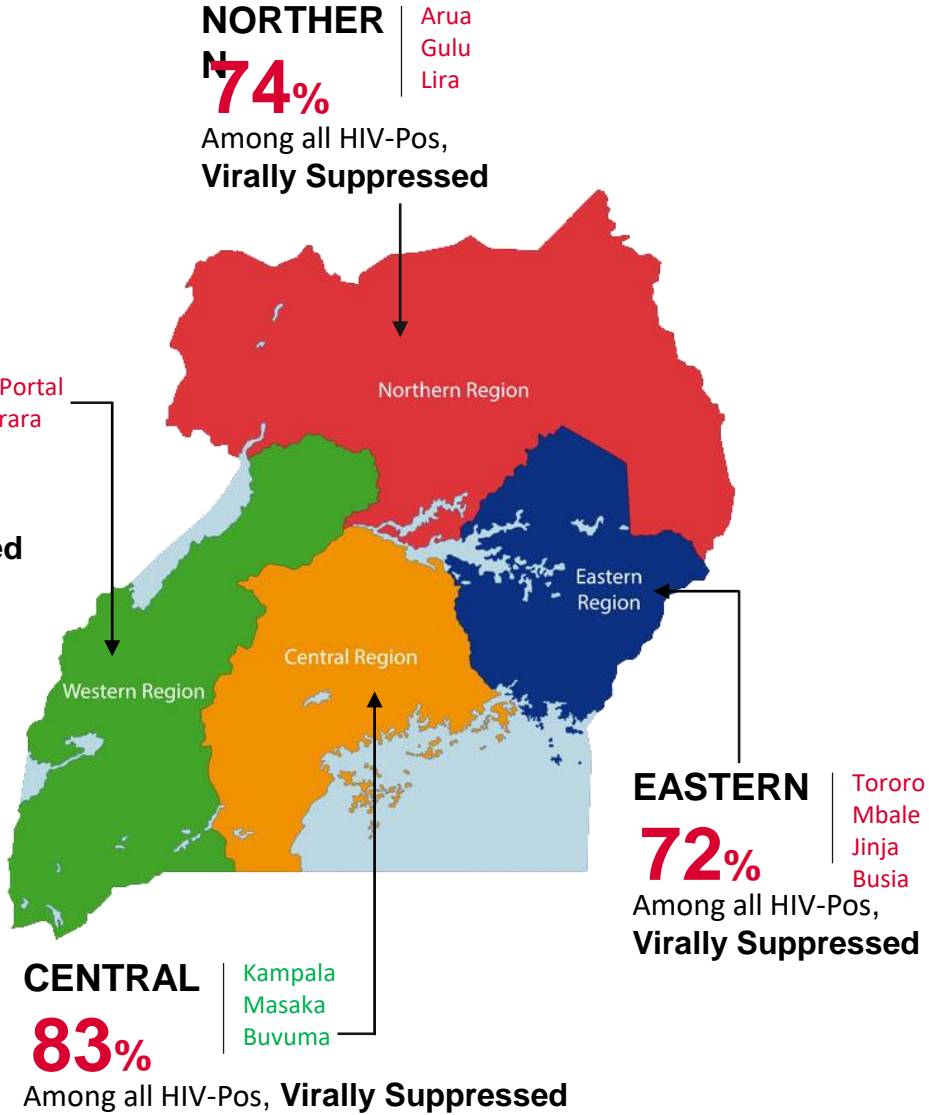 NORTHER
N
74%
Among all HIV-Pos,
Virally Suppressed
Arua
Gulu
Lira
Portal
rara
ed
Northern Region
Eastern
Region
Central Region
Western Region
EASTERN
72%
Among all HIV-Pos,
Virally Suppressed
Tororo
Mbale
Jinja
Busia
CENTRAL
83%
Among all HIV-Pos, Virally Suppressed
Kampala
Masaka
Buvuma